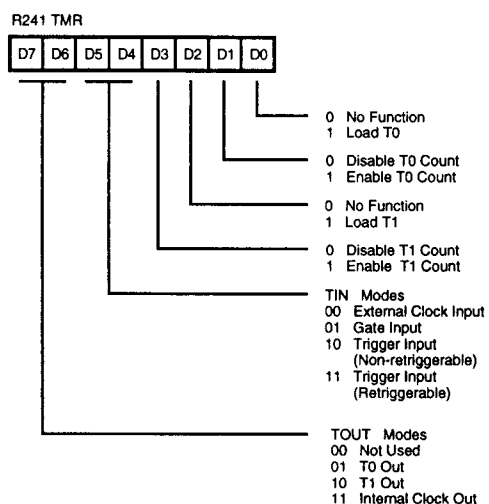 R241 TMR
D7 D6 D5 D4 D3 D2 D1 D0
0 No Function
1 Load T0
0 Disable T0 Count
1 Enable T0 Count
0 No Function
1 Load T1
0 Disable T1 Count
1 Enable T1 Count
TIN Modes
00 External Clock Input
01 Gate Input
10 Trigger Input
(Non-retriggerable)
11 Trigger Input
(Retriggerable)
TOUT Modes
00 Not Used
01 T0 Out
10 T1 Out
11 Internal Clock Out